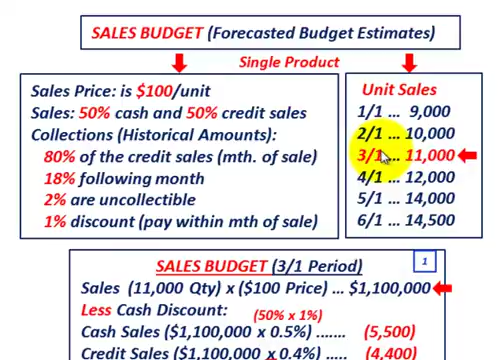 SALES BUDGET (Forecasted Budget Estimates)
Single Product
Sales Price: is $100/unit
Sales: 50% cash and 50% credit sales
Collections (Historical Amounts):
80% of the credit sales (mth. of sale)
18% following month
2% are uncollectible
1% discount (pay within mth of sale)
Unit Sales
1/1 ... 9,000
2/1 ... 10,000
3/1 ... 11,000
4/1 ... 12,000
5/1 ... 14,000
6/1 ... 14,500
SALES BUDGET (3/1 Period)
1
Sales (11,000 Qty) x ($100 Price) ... $1,100,000
Less Cash Discount: (50% x 1%)
Cash Sales ($1,100,000 x 0.5%) ....... (5,500)
Credit Sales ($1,100,000 x 0.4%) ..... (4,400)